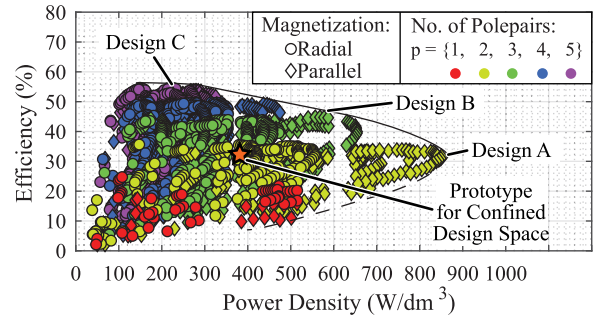 Magnetization:
Radial
Parallel
No. of Polepairs:
p = {1, 2, 3, 4, 5}
Design C
Design B
Design A
Prototype
for Confined
Design Space
Efficiency (%)
80
70
60
50
40
30
20
10
0
0 100 200 300 400 500 600 700 800 900 1000
Power Density (W/dm³)